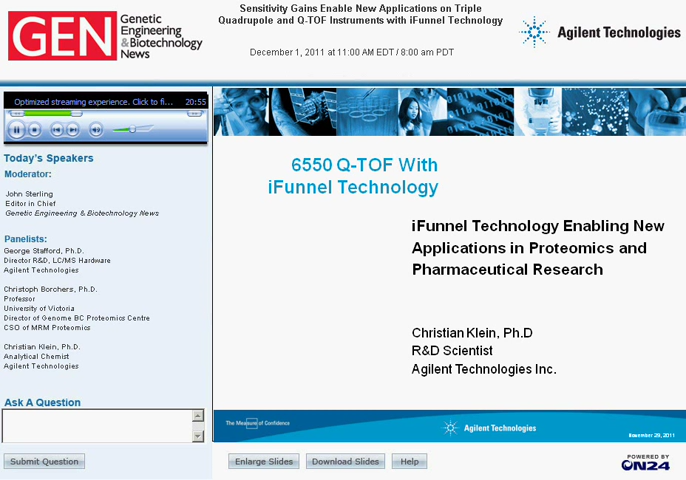 GEN
Genetic
Engineering
& Biotechnology
News
Sensitivity Gains Enable New Applications on Triple
Quadrupole and Q-TOF Instruments with iFunnel Technology
December 1, 2011 at 11:00 AM EDT / 8:00 am PDT
Agilent Technologies
Optimized streaming experience. Click to fi... 20:55
Today's Speakers
Moderator:
John Sterling
Editor in Chief
Genetic Engineering & Biotechnology News
Panelists:
George Stafford, Ph.D.
Director R&D, LC/MS Hardware
Agilent Technologies
Christoph Borchers, Ph.D.
Professor
University of Victoria
Director of Genome BC Proteomics Centre
CSO of MRM Proteomics
Christian Klein, Ph.D.
Analytical Chemist
Agilent Technologies
Ask A Question
Submit Question
6550 Q-TOF With
iFunnel Technology
iFunnel Technology Enabling New
Applications in Proteomics and
Pharmaceutical Research
Christian Klein, Ph.D
R&D Scientist
Agilent Technologies Inc.
The Measure of Confidence
Agilent Technologies
November 29, 2011
Enlarge Slides
Download Slides
Help
POWERED BY
ON24